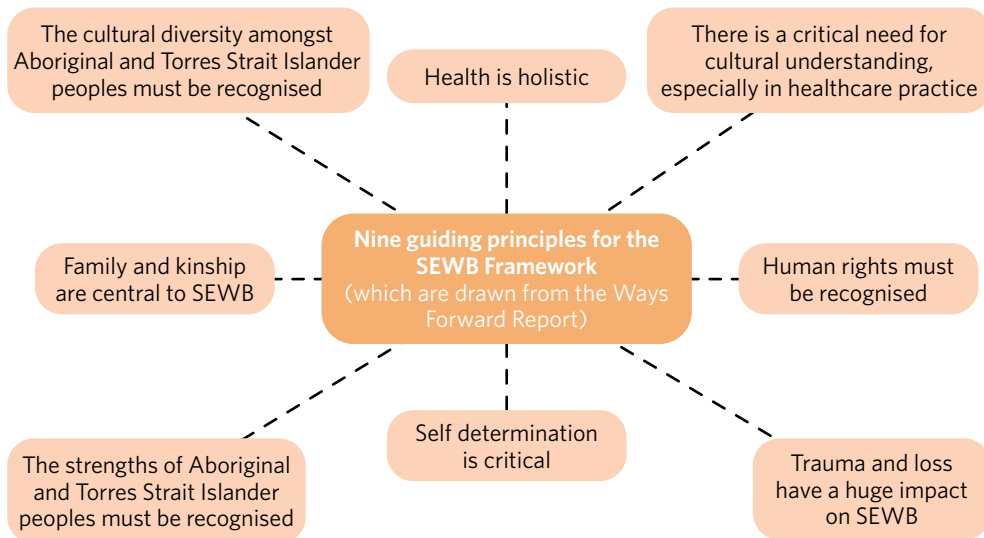 The cultural diversity amongst
Aboriginal and Torres Strait Islander
peoples must be recognised
Health is holistic
There is a critical need for
cultural understanding,
especially in healthcare practice
Family and kinship
are central to SEWB
Nine guiding principles for the
SEWB Framework
(which are drawn from the Ways
Forward Report)
Human rights must
be recognised
The strengths of Aboriginal
and Torres Strait Islander
peoples must be recognised
Self determination
is critical
Trauma and loss
have a huge impact
on SEWB